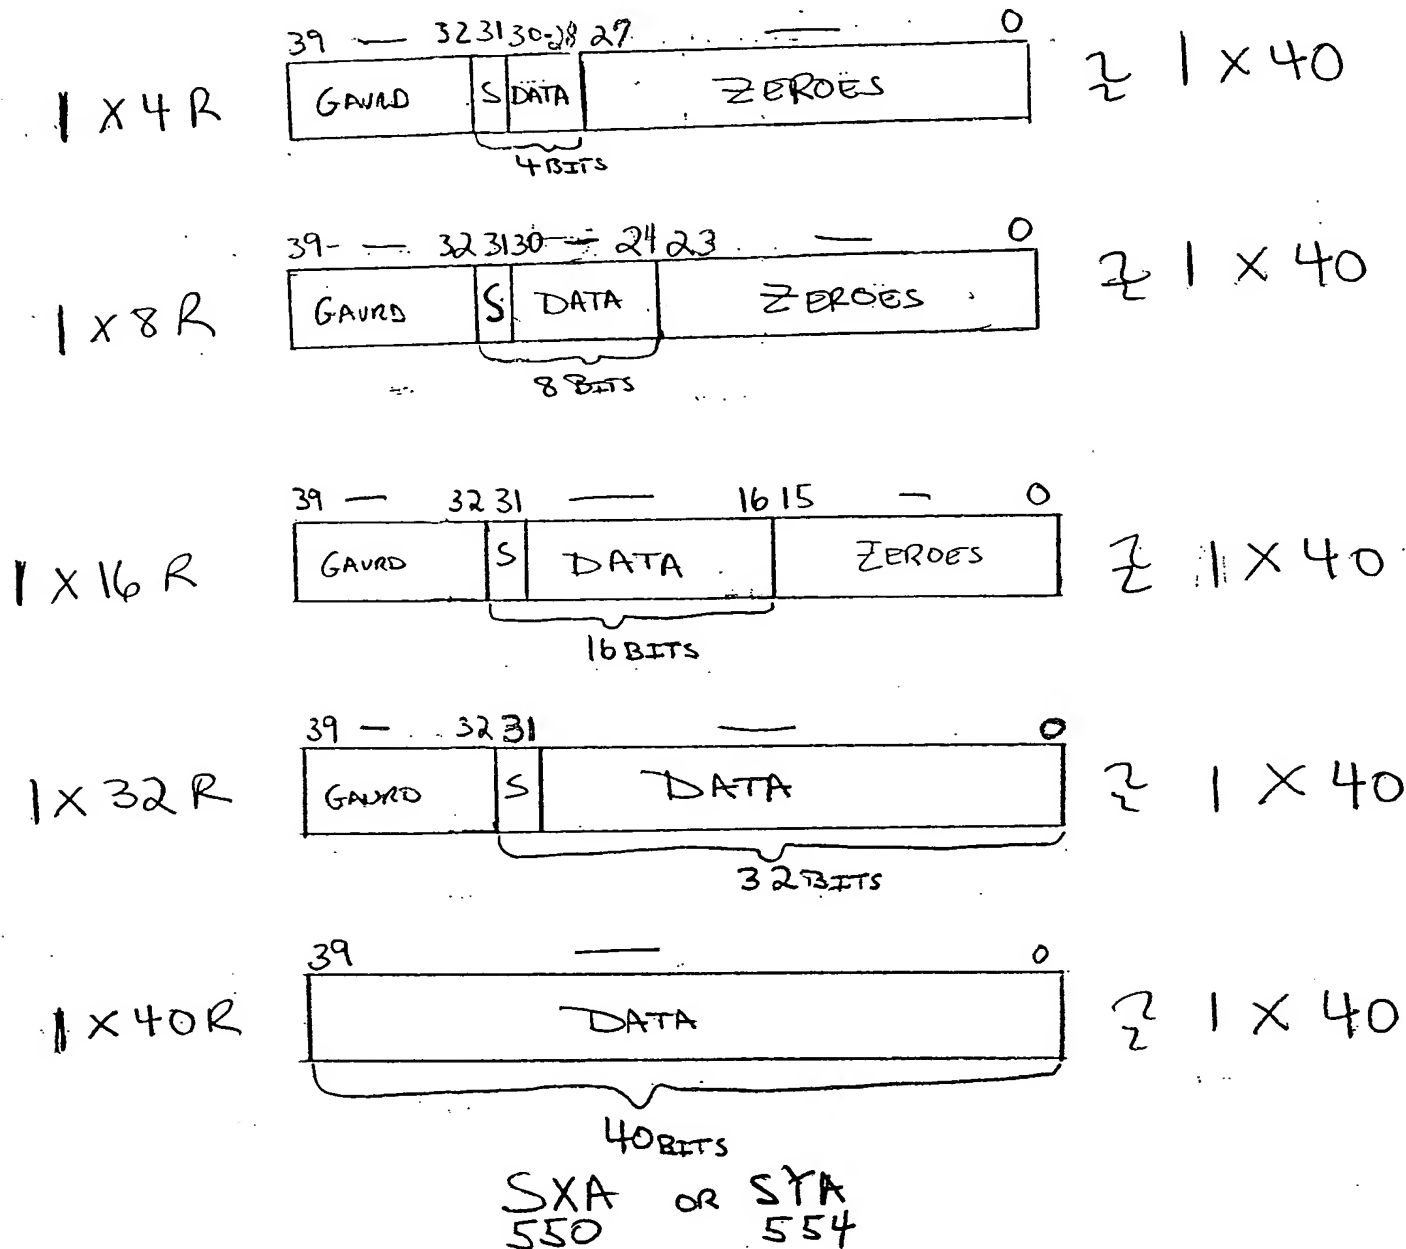 39 — 32 31 30-28 27 — 0
1 X 4 R GAURD S DATA ZEROES 1 X 40
4 BITS
39- — 32 31 30 — 24 23 — 0
1 X 8 R GAURD S DATA ZEROES 1 X 40
8 BITS
39 — 32 31 — 16 15 — 0
1 X 16 R GAURD S DATA ZEROES 1 X 40
16 BITS
39 — 32 31 — 0
1 X 32 R GAURD S DATA 1 X 40
32 BITS
39 — 0
1 X 40 R DATA 1 X 40
40 BITS
SXA OR SYA
550 554